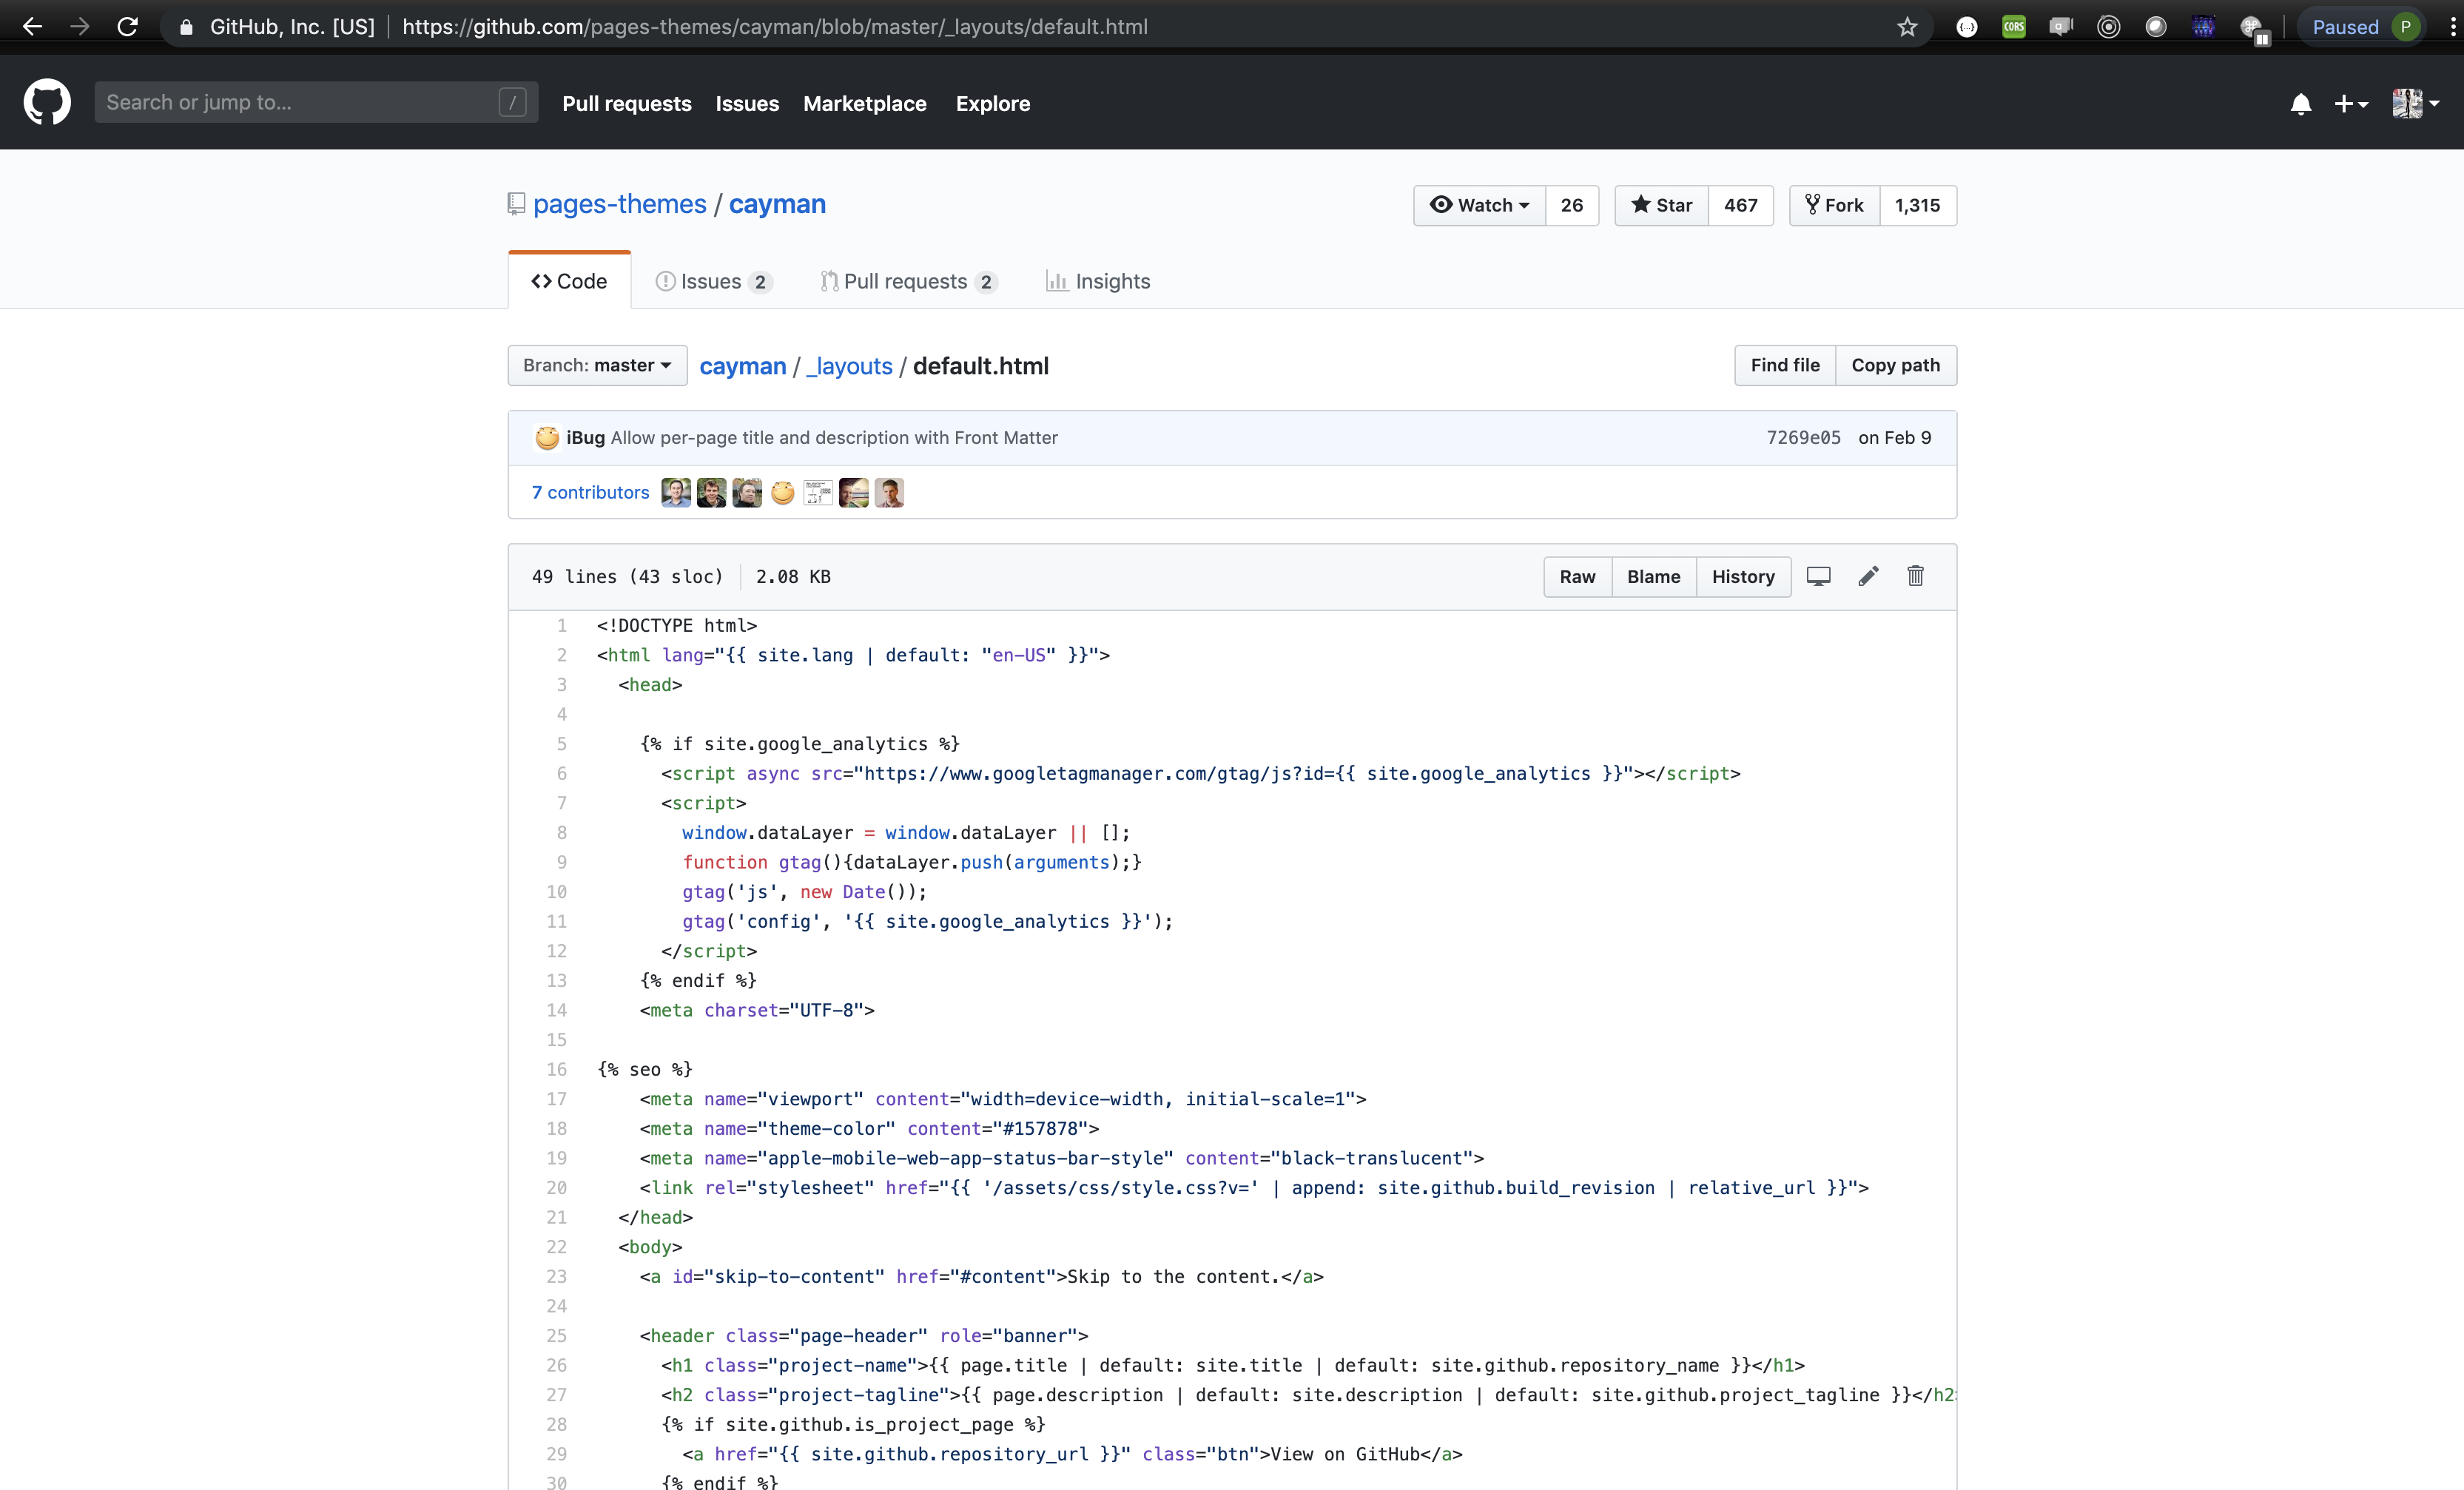 GitHub, Inc. [US] | https://github.com/pages-themes/cayman/blob/master/_layouts/default.html
CORS
Paused P
Search or jump to... /
Pull requests Issues Marketplace Explore
pages-themes / cayman
Watch 26 Star 467 Fork 1,315
Code Issues 2 Pull requests 2 Insights
Branch: master cayman / _layouts / default.html
Find file Copy path
iBug Allow per-page title and description with Front Matter 7269e05 on Feb 9
7 contributors
49 lines (43 sloc) 2.08 KB Raw Blame History
1 <!DOCTYPE html>
2 <html lang="{{ site.lang | default: "en-US" }}">
3 <head>
4
5 {% if site.google_analytics %}
6 <script async src="https://www.googletagmanager.com/gtag/js?id={{ site.google_analytics }}"></script>
7 <script>
8 window.dataLayer = window.dataLayer || [];
9 function gtag(){dataLayer.push(arguments);}
10 gtag('js', new Date());
11 gtag('config', '{{ site.google_analytics }}');
12 </script>
13 {% endif %}
14 <meta charset="UTF-8">
15
16 {% seo %}
17 <meta name="viewport" content="width=device-width, initial-scale=1">
18 <meta name="theme-color" content="#157878">
19 <meta name="apple-mobile-web-app-status-bar-style" content="black-translucent">
20 <link rel="stylesheet" href="{{ '/assets/css/style.css?v=' | append: site.github.build_revision | relative_url }}">
21 </head>
22 <body>
23 <a id="skip-to-content" href="#content">Skip to the content.</a>
24
25 <header class="page-header" role="banner">
26 <h1 class="project-name">{{ page.title | default: site.title | default: site.github.repository_name }}</h1>
27 <h2 class="project-tagline">{{ page.description | default: site.description | default: site.github.project_tagline }}</h2>
28 {% if site.github.is_project_page %}
29 <a href="{{ site.github.repository_url }}" class="btn">View on GitHub</a>
30 {% endif %}